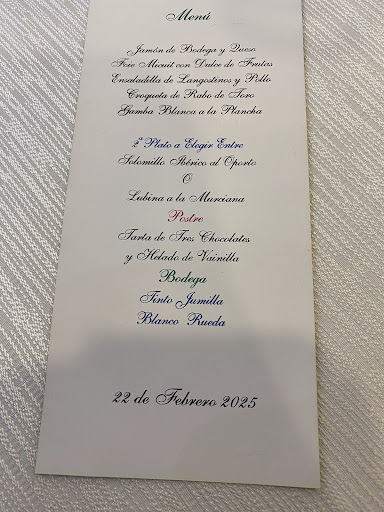 Menú
Jamón de Bodega y Queso
Foie Micuit con Dulce de Frutas
Ensaladilla de Langostinos y Pollo
Croqueta de Rabo de Toro
Gamba Blanca a la Plancha
2º Plato a Elegir Entre
Solomillo Ibérico al Oporto
O
Lubina a la Murciana
Postre
Tarta de Tres Chocolates
y Helado de Vainilla
Bodega
Tinto Jumilla
Blanco Rueda
22 de Febrero 2025